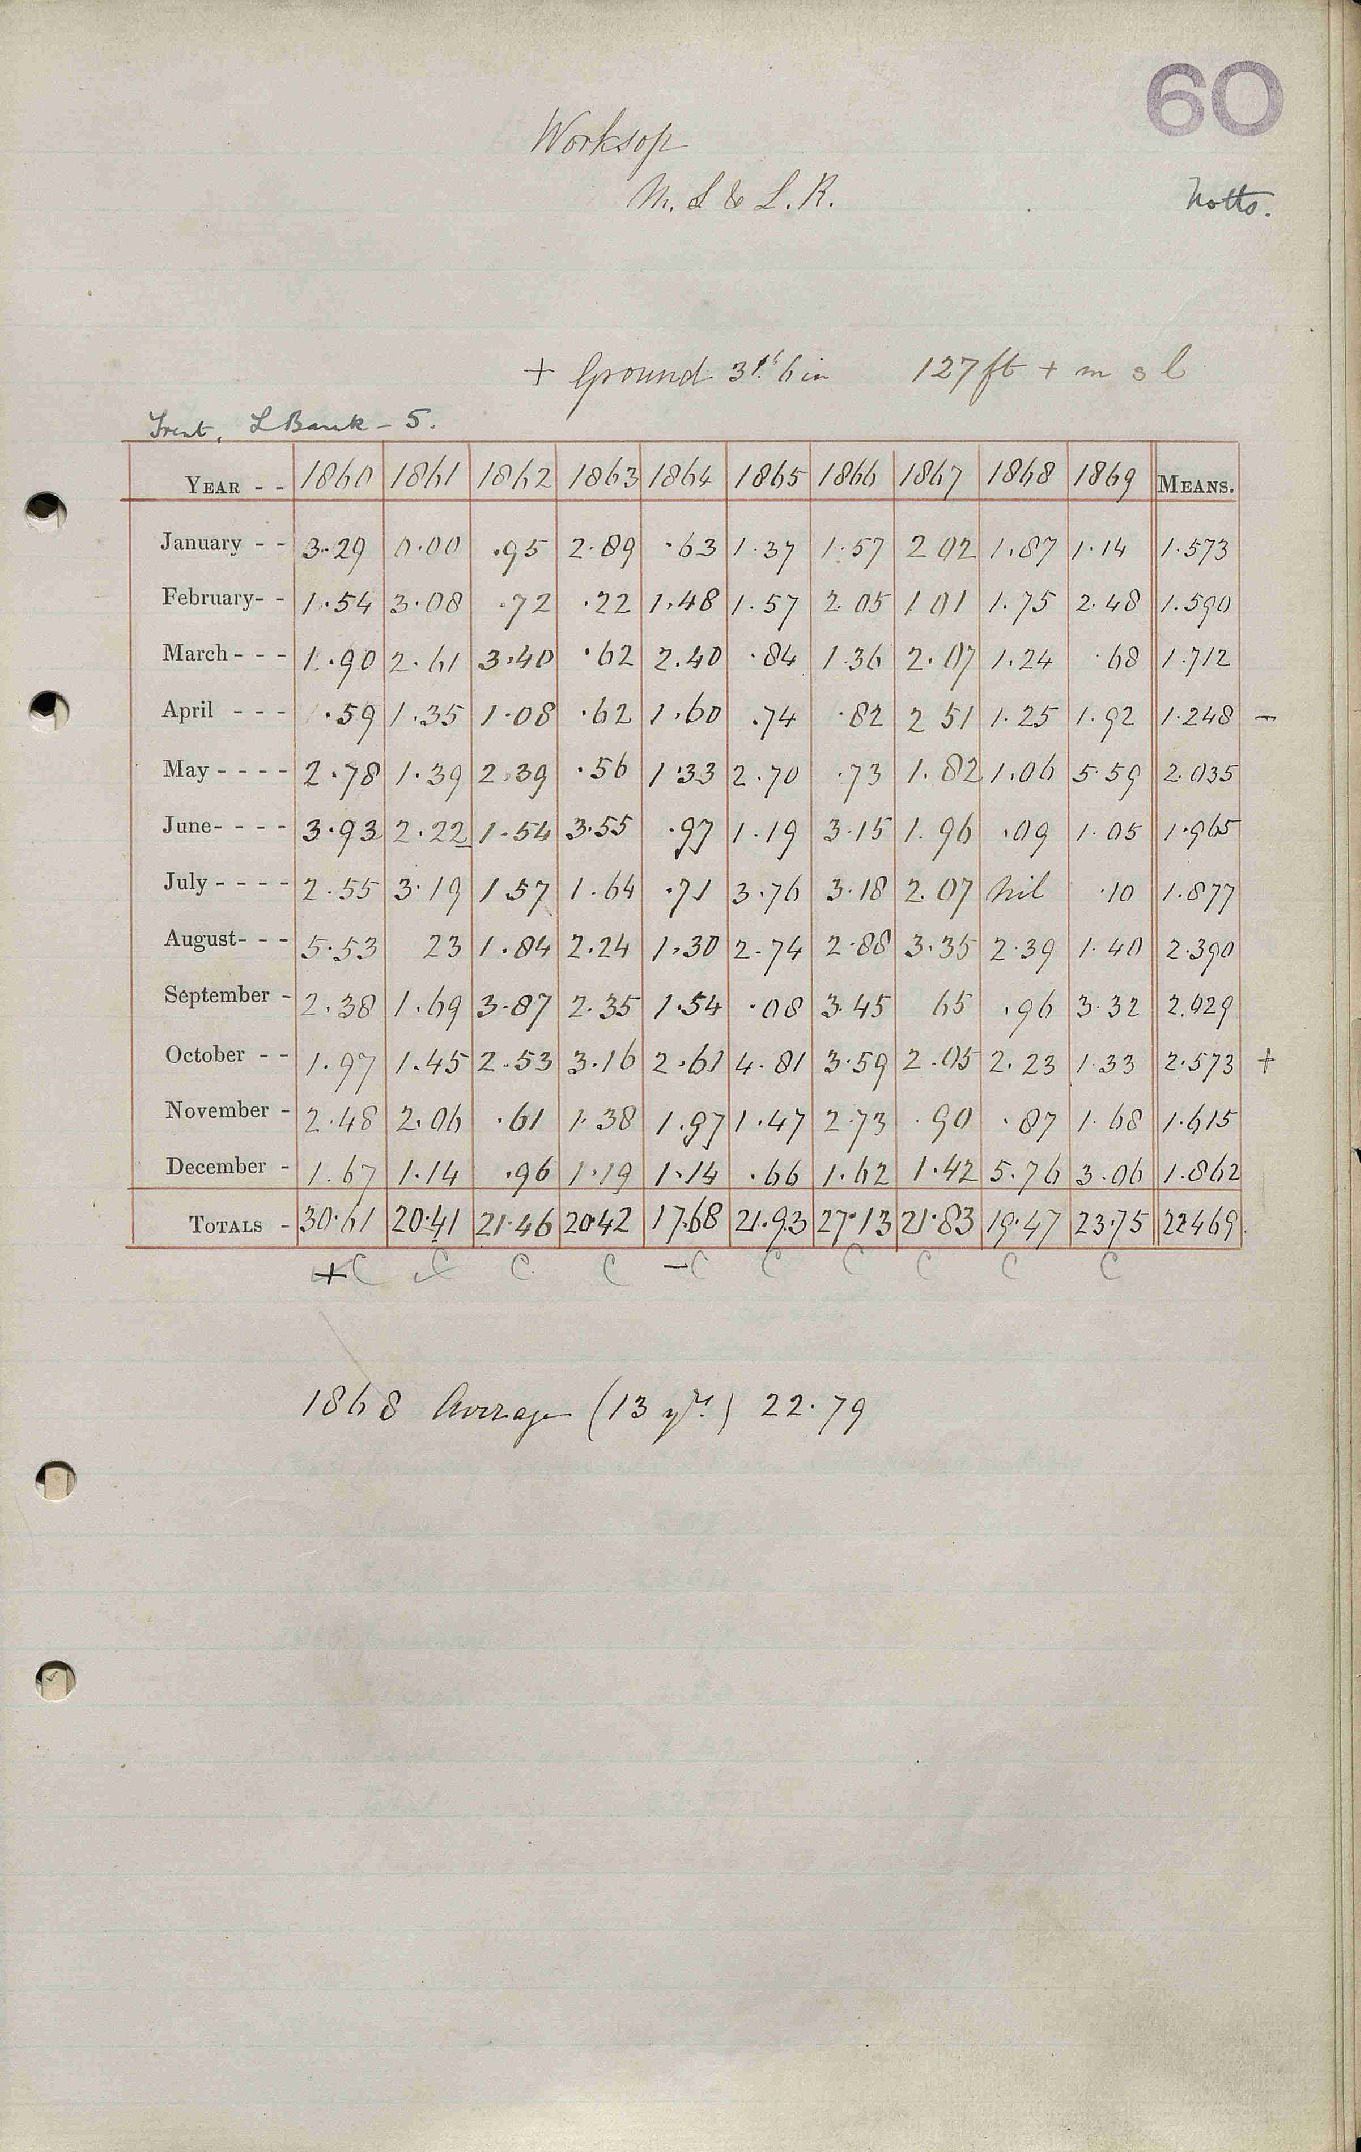 60
Worksop
M. S & L. R.
Notts.
+ Ground 3ft 6 in 127 ft + m s l
Trent, L Bank - 5.
YEAR - - 1860 1861 1862 1863 1864 1865 1866 1867 1868 1869 MEANS.
January - - 3.29 0.00 .95 2.89 .63 1.37 1.57 2 02 1.87 1.14 1.573
February- - 1.54 3.08 .72 .22 1.48 1.57 2.05 1 01 1.75 2.48 1.590
March - - - 1.90 2.61 3.40 .62 2.40 .84 1.36 2.07 1.24 .68 1.712
April - - - .59 1.35 1.08 .62 1.60 .74 .82 2 51 1.25 1.92 1.248 -
May - - - - 2.78 1.39 2.39 .56 1.33 2.70 .73 1.82 1.06 5.59 2.035
June- - - - 3.93 2.22 1.54 3.55 .97 1.19 3.15 1.96 .09 1.05 1.965
July - - - - 2.55 3.19 1.57 1.64 .71 3.76 3.18 2.07 Nil .10 1.877
August- - - 5.53 23 1.84 2.24 1.30 2.74 2.88 3.35 2.39 1.40 2.390
September - 2.38 1.69 3.87 2.35 1.54 .08 3.45 65 .96 3.32 2.029
October - - 1.97 1.45 2.53 3.16 2.61 4.81 3.59 2.05 2.23 1.33 2.573 +
November - 2.48 2.06 .61 1.38 1.97 1.47 2.73 .90 .87 1.68 1.615
December - 1.67 1.14 .96 1.19 1.14 .66 1.62 1.42 5.76 3.06 1.862
TOTALS - 30.61 20.41 21.46 20.42 17.68 21.93 27.13 21.83 19.47 23.75 22.469
+C C C C -C C C C C C
1868 Average (13 yrs.) 22.79